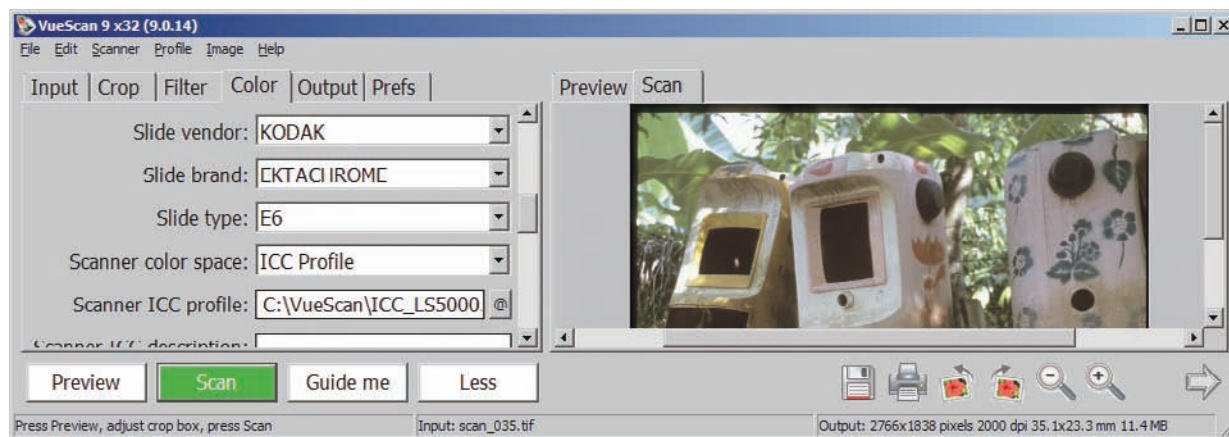 VueScan 9 x32 (9.0.14)
File Edit Scanner Profile Image Help
Input Crop Filter Color Output Prefs
Preview Scan
Slide vendor: KODAK
Slide brand: EKTACHROME
Slide type: E6
Scanner color space: ICC Profile
Scanner ICC profile: C:\VueScan\ICC_LS5000. @
Scanner ICC description:
Preview Scan Guide me Less
Press Preview, adjust crop box, press Scan
Input: scan_035.tif
Output: 2766x1838 pixels 2000 dpi 35.1x23.3 mm 11.4 MB